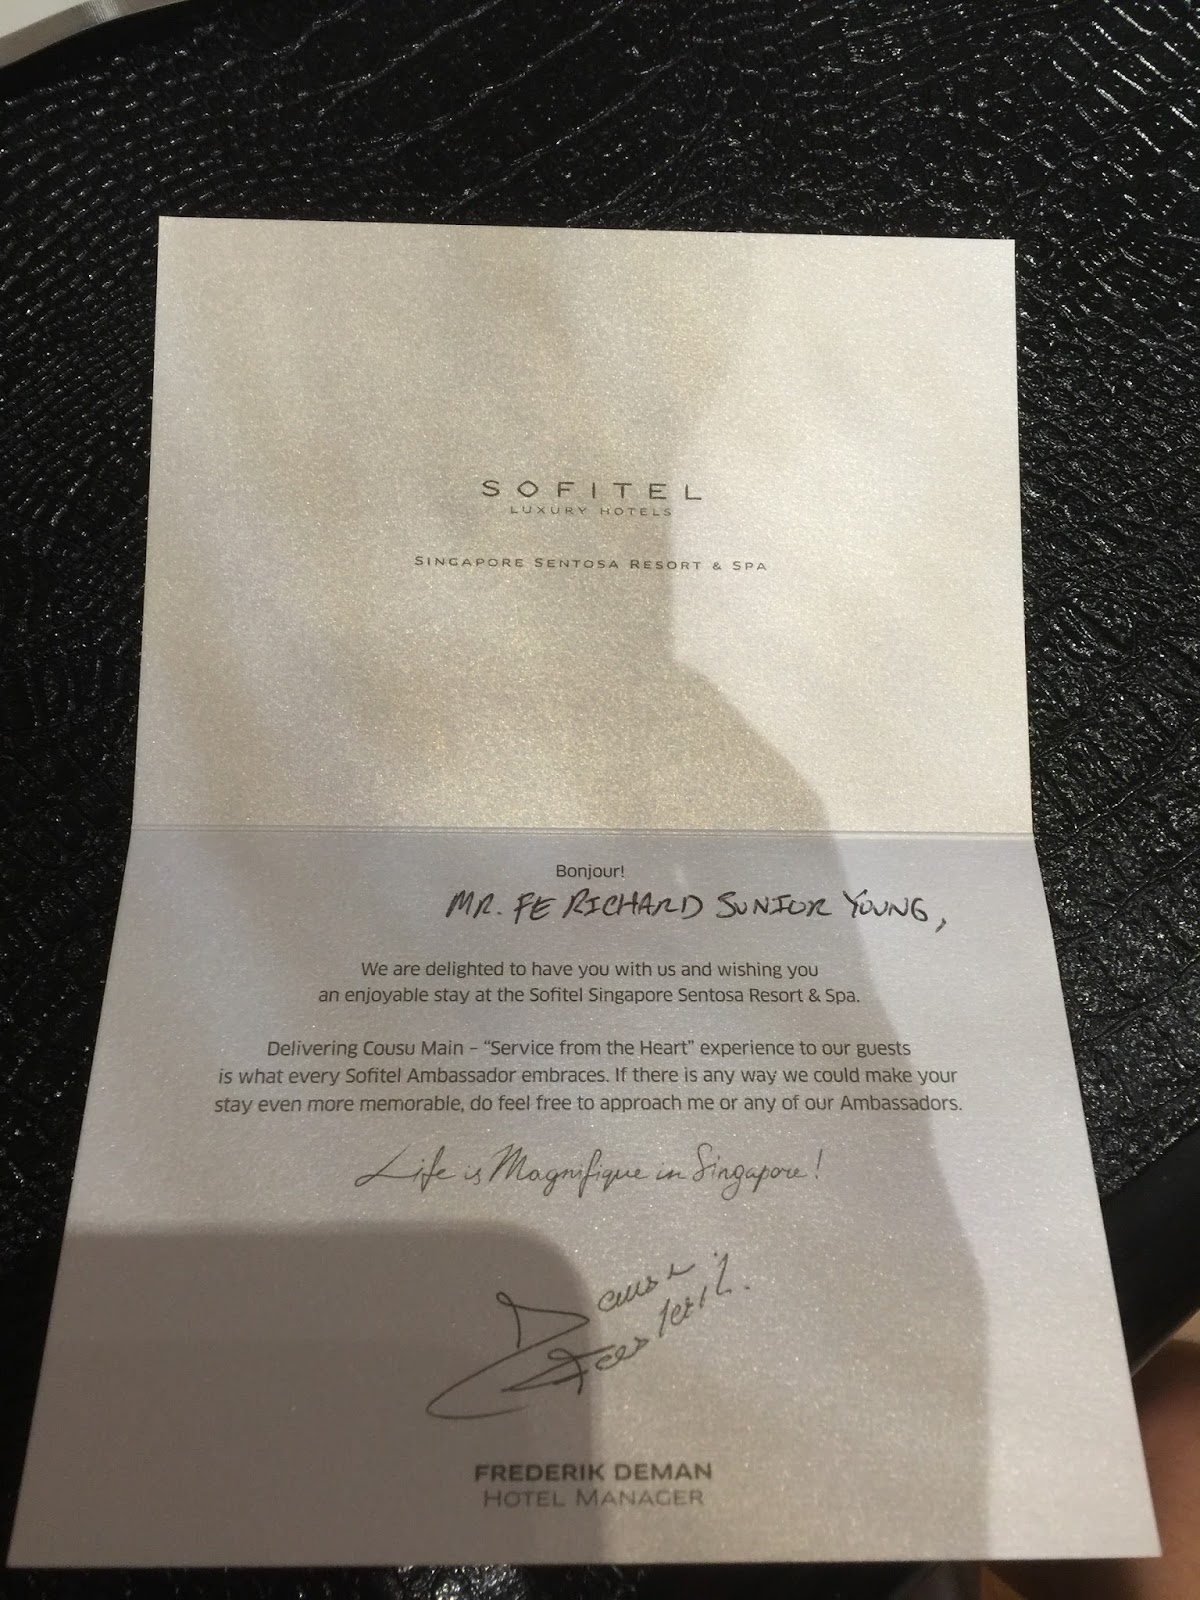 SOFITEL
LUXURY HOTELS
SINGAPORE SENTOSA RESORT & SPA
Bonjour!
MR. FE RICHARD SUNIOR YOUNG,
We are delighted to have you with us and wishing you
an enjoyable stay at the Sofitel Singapore Sentosa Resort & Spa.
Delivering Cousu Main – “Service from the Heart” experience to our guests
is what every Sofitel Ambassador embraces. If there is any way we could make your
stay even more memorable, do feel free to approach me or any of our Ambassadors.
Life is Magnifique in Singapore!
FREDERIK DEMAN
HOTEL MANAGER